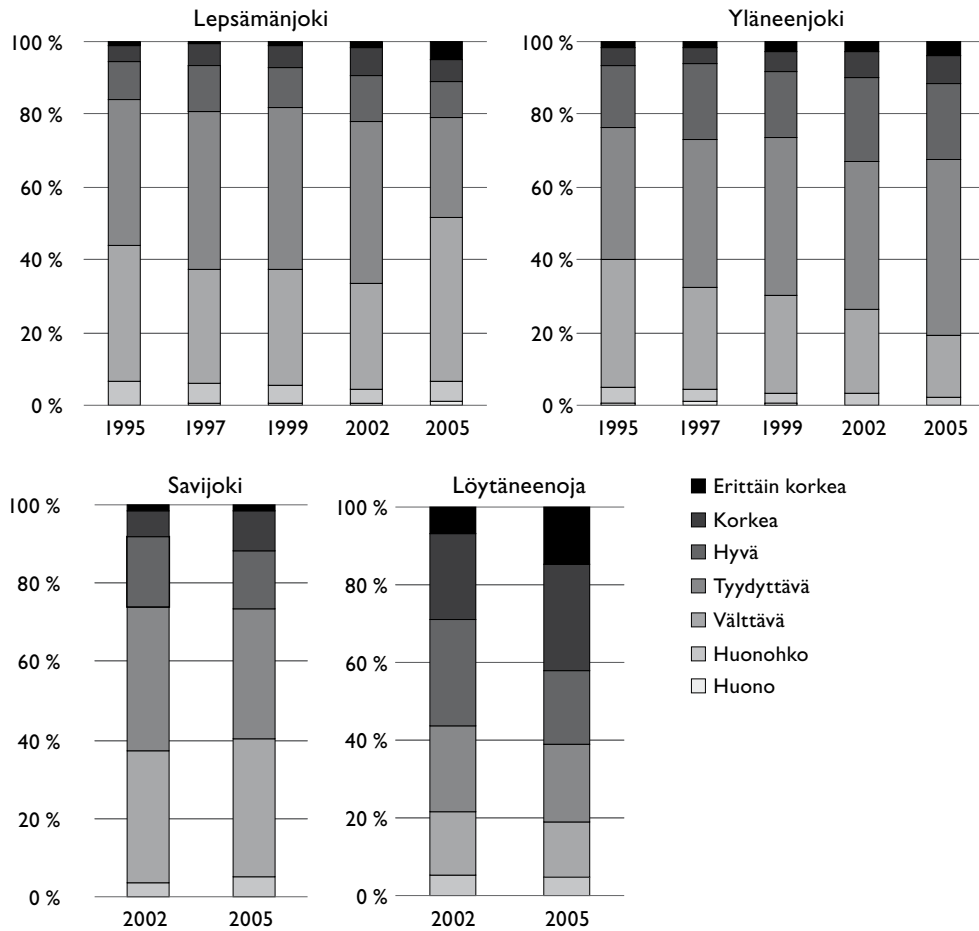 Lepsämänjoki
100 %
80 %
60 %
40 %
20 %
0 %
1995 1997 1999 2002 2005
Yläneenjoki
100 %
80 %
60 %
40 %
20 %
0 %
1995 1997 1999 2002 2005
Savijoki
100 %
80 %
60 %
40 %
20 %
0 %
2002 2005
Löytäneenoja
100 %
80 %
60 %
40 %
20 %
0 %
2002 2005
Erittäin korkea
Korkea
Hyvä
Tyydyttävä
Välttävä
Huonohko
Huono